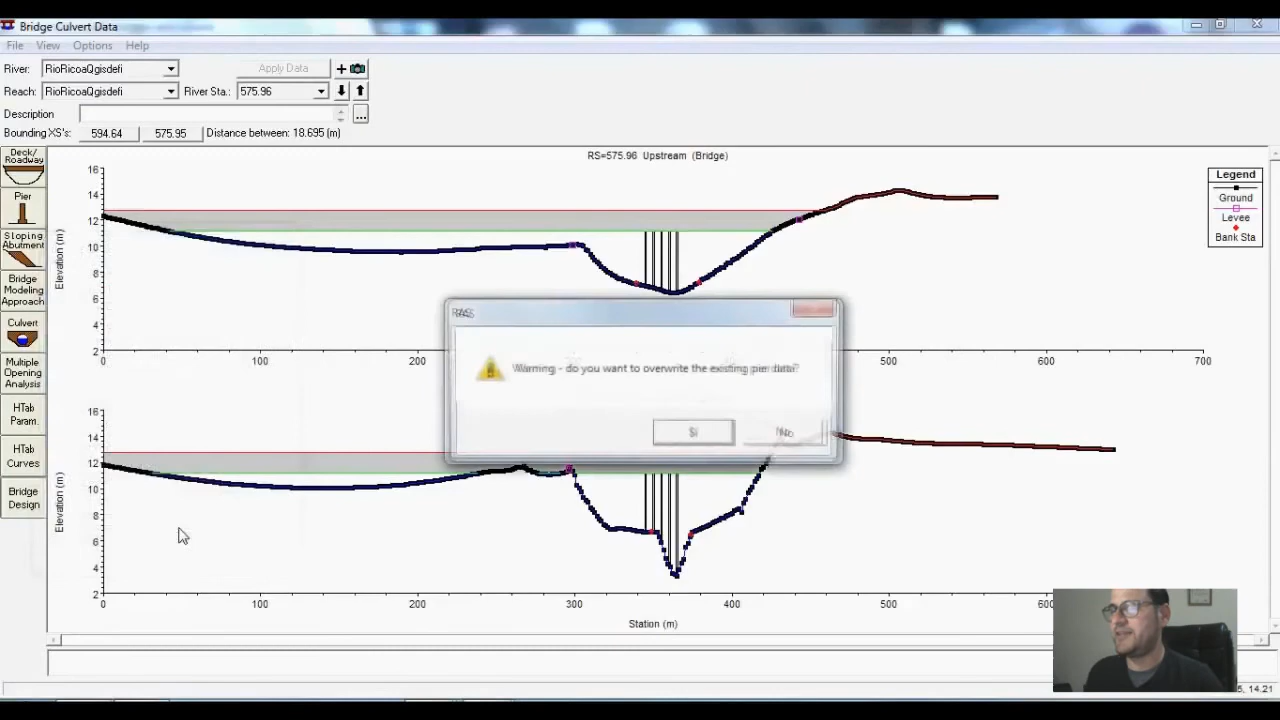 Bridge Culvert Data
File View Options Help
River: RioRicoaQgisdefi Apply Data +
Reach: RioRicoaQgisdefi River Sta.: 575.96
Description ...
Bounding XS's: 594.64 575.95 Distance between: 18.695 (m)
Deck/
Roadway
Pier
Sloping
Abutment
Bridge
Modeling
Approach
Culvert
Multiple
Opening
Analysis
HTab
Param.
HTab
Curves
Bridge
Design
RS=575.96 Upstream (Bridge)
Legend
Ground
Levee
Bank Sta
Elevation (m)
16
14
12
10
8
6
4
2
0 100 200 500 600 700
RAS
Warning - do you want to overwrite the existing pier data?
Sí No
Elevation (m)
16
14
12
10
8
6
4
2
0 100 200 300 400 500
Station (m)
14.21